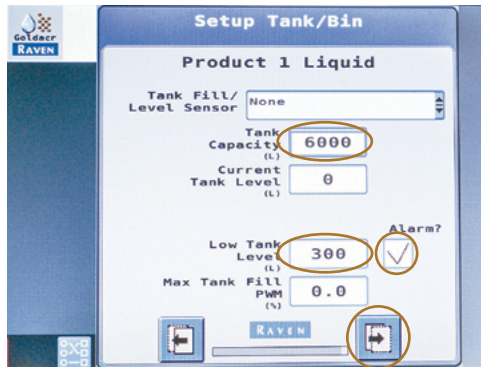 Goldacr
RAVEN
Setup Tank/Bin
Product 1 Liquid
Tank Fill/
Level Sensor
None
Tank
Capacity
(L)
6000
Current
Tank Level
(L)
0
Alarm?
Low Tank
Level
(L)
300
Max Tank Fill
PWM
(%)
0.0
RAVEN